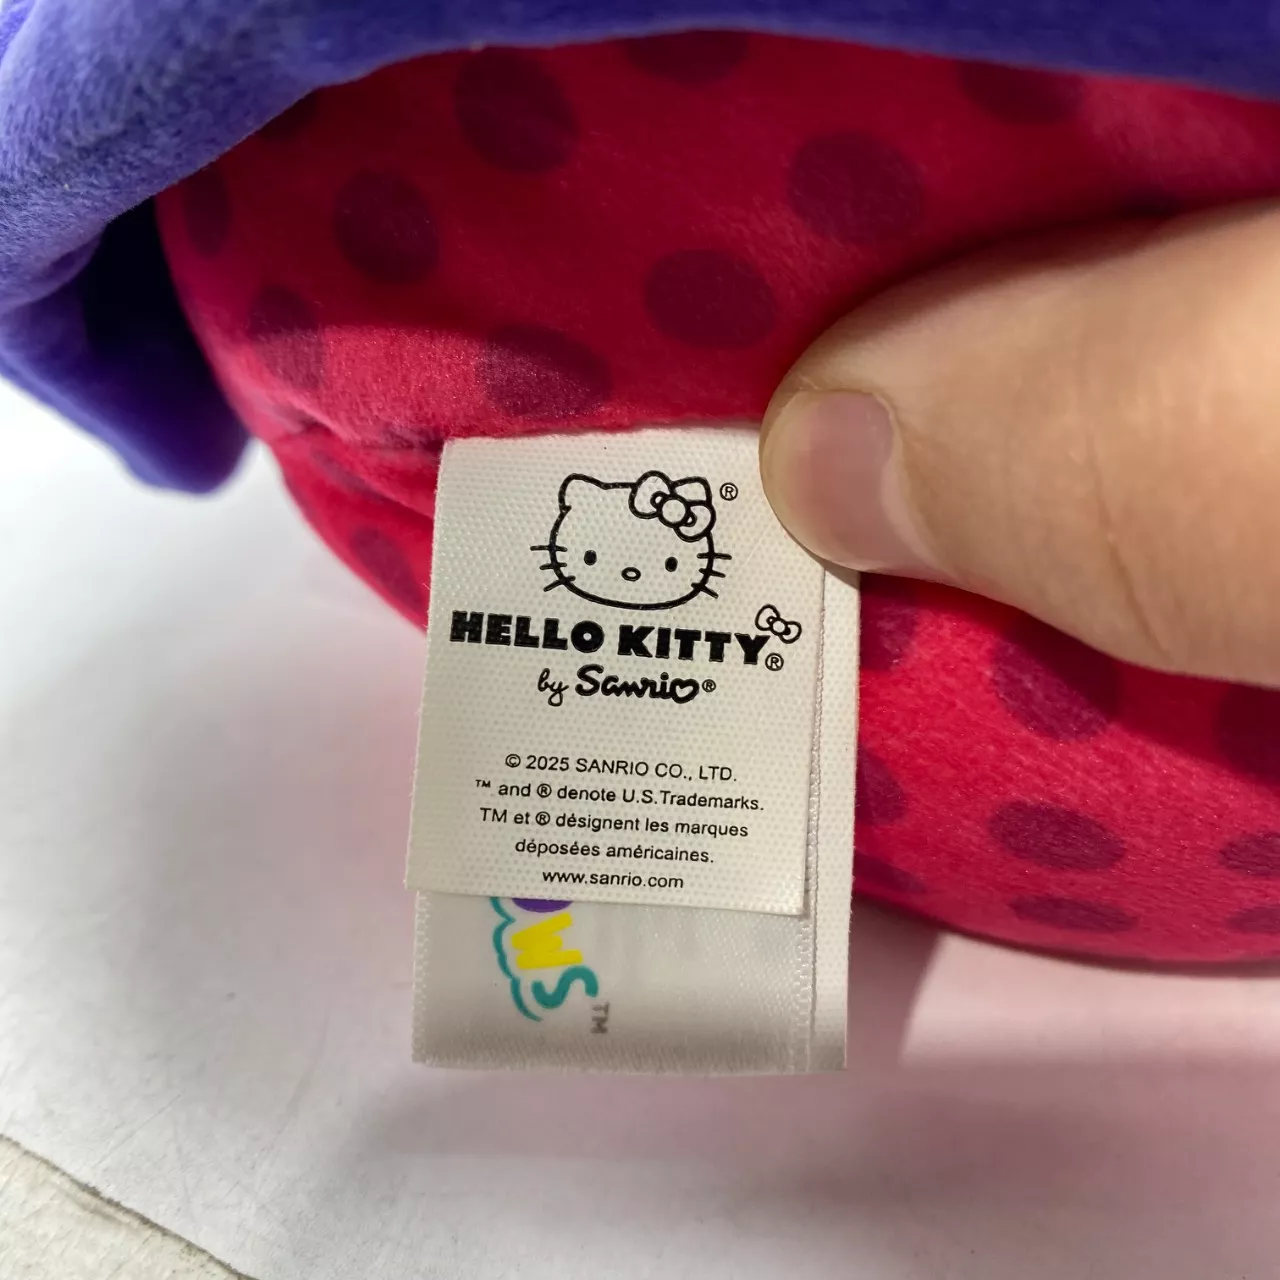 ®
HELLO KITTY®
by Sanrio®
© 2025 SANRIO CO., LTD.
™ and ® denote U.S.Trademarks.
TM et ® désignent les marques
déposées américaines.
www.sanrio.com
OWS™